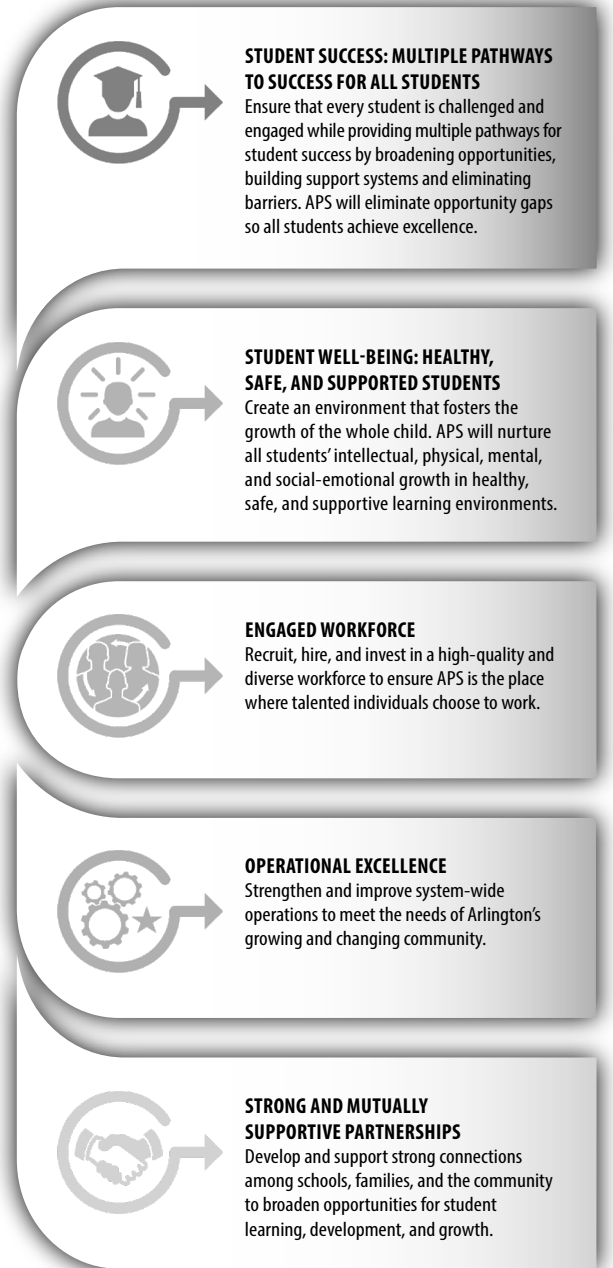 STUDENT SUCCESS: MULTIPLE PATHWAYS
TO SUCCESS FOR ALL STUDENTS
Ensure that every student is challenged and
engaged while providing multiple pathways for
student success by broadening opportunities,
building support systems and eliminating
barriers. APS will eliminate opportunity gaps
so all students achieve excellence.
STUDENT WELL-BEING: HEALTHY,
SAFE, AND SUPPORTED STUDENTS
Create an environment that fosters the
growth of the whole child. APS will nurture
all students’ intellectual, physical, mental,
and social-emotional growth in healthy,
safe, and supportive learning environments.
ENGAGED WORKFORCE
Recruit, hire, and invest in a high-quality and
diverse workforce to ensure APS is the place
where talented individuals choose to work.
OPERATIONAL EXCELLENCE
Strengthen and improve system-wide
operations to meet the needs of Arlington’s
growing and changing community.
STRONG AND MUTUALLY
SUPPORTIVE PARTNERSHIPS
Develop and support strong connections
among schools, families, and the community
to broaden opportunities for student
learning, development, and growth.